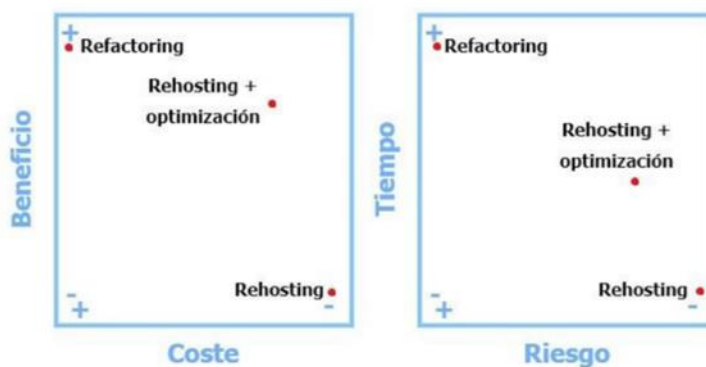 +
Refactoring
Rehosting +
optimización
Beneficio
Rehosting
-
+
-
Coste
+
Refactoring
Rehosting +
optimización
Tiempo
Rehosting
-
+
-
Riesgo